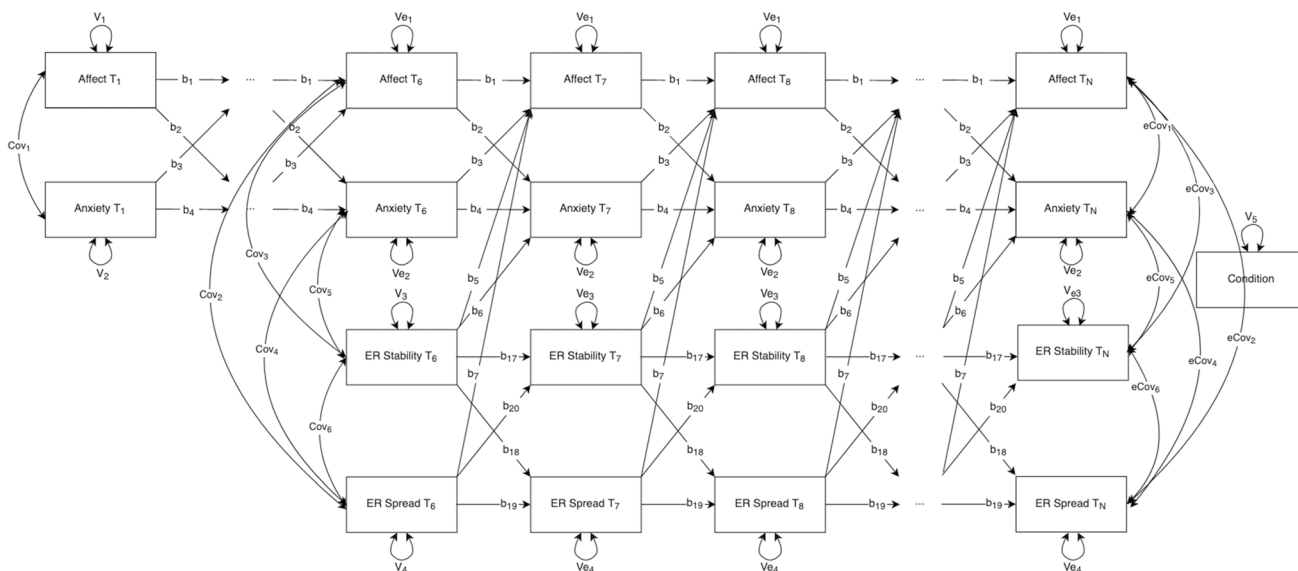 V1 Ve1 Ve1 Ve1 Ve1
Affect T1 b1 ... Affect T6 b1 Affect T7 b1 Affect T8 b1 ... Affect TN
b2 b2 b2 b2 b2 b2 eCov1
Cov1 b3 b3 b3 b3 b3 b3 eCov3
Anxiety T1 b4 ... b4 Anxiety T6 b4 Anxiety T7 b4 Anxiety T8 b4 ... b4 Anxiety TN
V2 Ve2 Ve2 Ve2 Ve2 V5
Cov3 Cov5 b5 b5 b5 eCov5 Condition
Cov2 V3 b6 Ve3 b6 Ve3 b6 Ve3
Cov4 ER Stability T6 b17 ER Stability T7 b17 ER Stability T8 b17 ... ER Stability TN eCov4 eCov2
b7 b7 b7
Cov6 b20 b20 b20 b20 eCov6
b18 b18 b18 b18
ER Spread T6 b19 ER Spread T7 b19 ER Spread T8 b19 ... b19 ER Spread TN
V4 Ve4 Ve4 Ve4